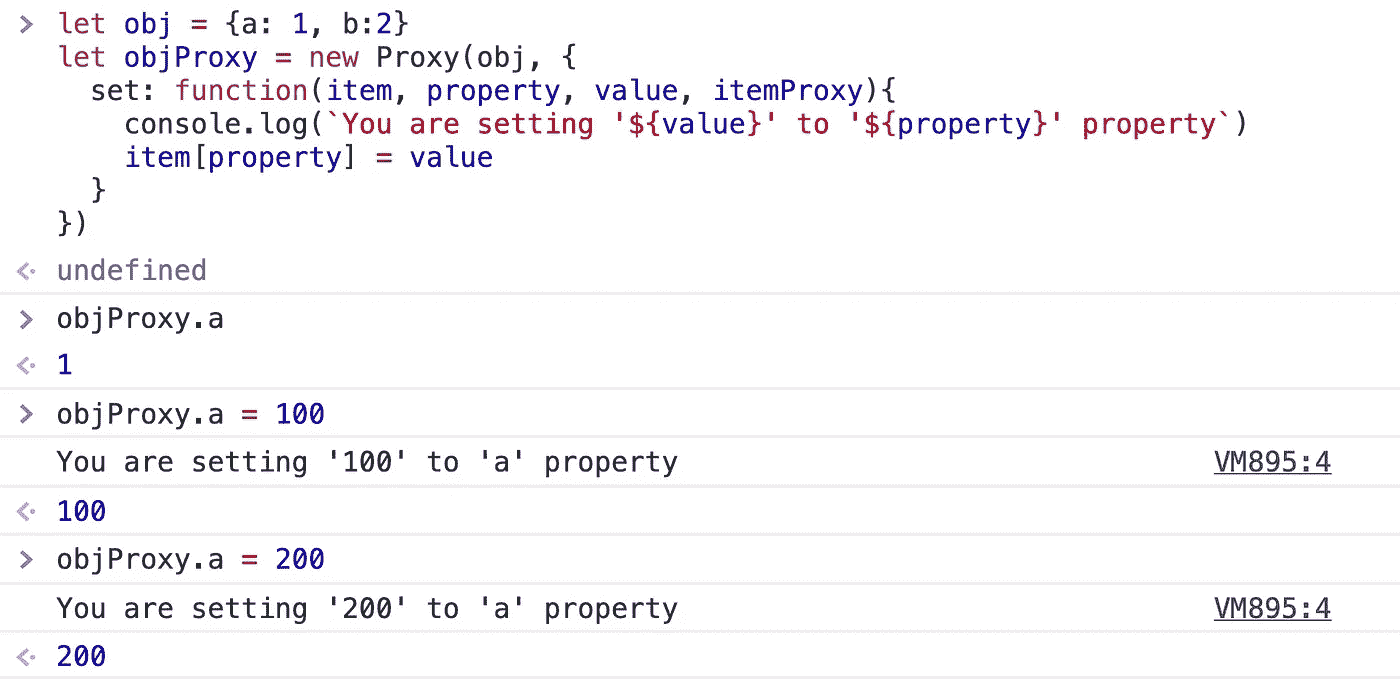 > let obj = {a: 1, b:2}
let objProxy = new Proxy(obj, {
  set: function(item, property, value, itemProxy){
    console.log(`You are setting '${value}' to '${property}' property`)
    item[property] = value
  }
})
undefined
> objProxy.a
1
> objProxy.a = 100
You are setting '100' to 'a' property VM895:4
100
> objProxy.a = 200
You are setting '200' to 'a' property VM895:4
200